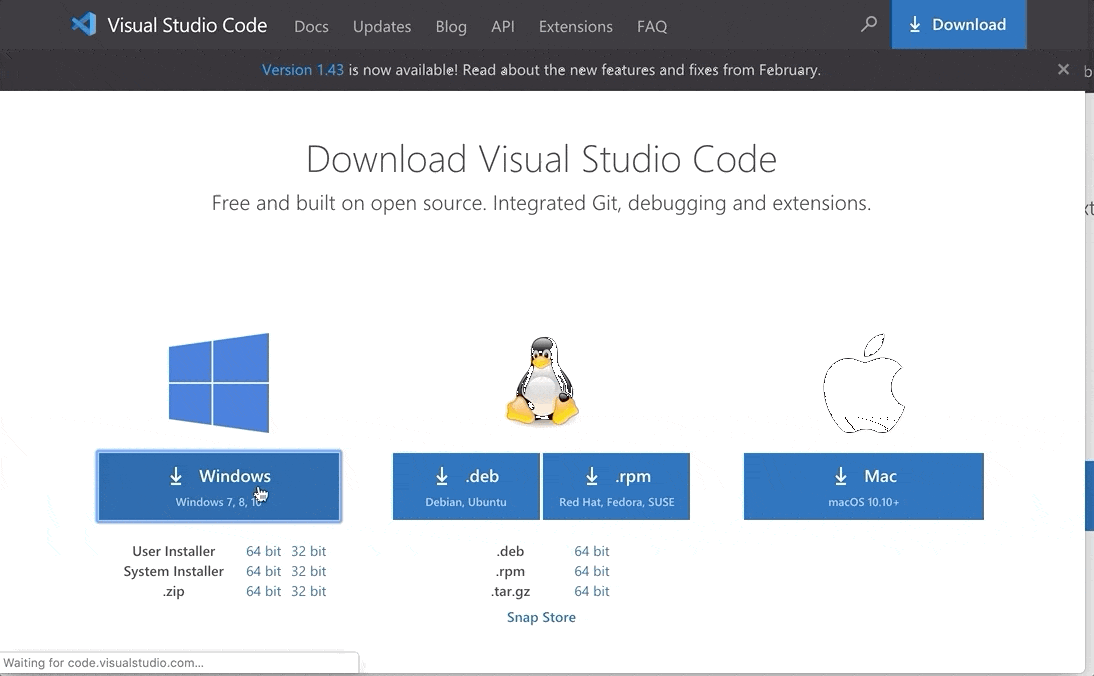 Visual Studio Code Docs Updates Blog API Extensions FAQ Download
Version 1.43 is now available! Read about the new features and fixes from February.
Download Visual Studio Code
Free and built on open source. Integrated Git, debugging and extensions.
Windows
Windows 7, 8, 10
.deb
Debian, Ubuntu
.rpm
Red Hat, Fedora, SUSE
Mac
macOS 10.10+
User Installer 64 bit 32 bit
System Installer 64 bit 32 bit
.zip 64 bit 32 bit
.deb 64 bit
.rpm 64 bit
.tar.gz 64 bit
Snap Store
Waiting for code.visualstudio.com...